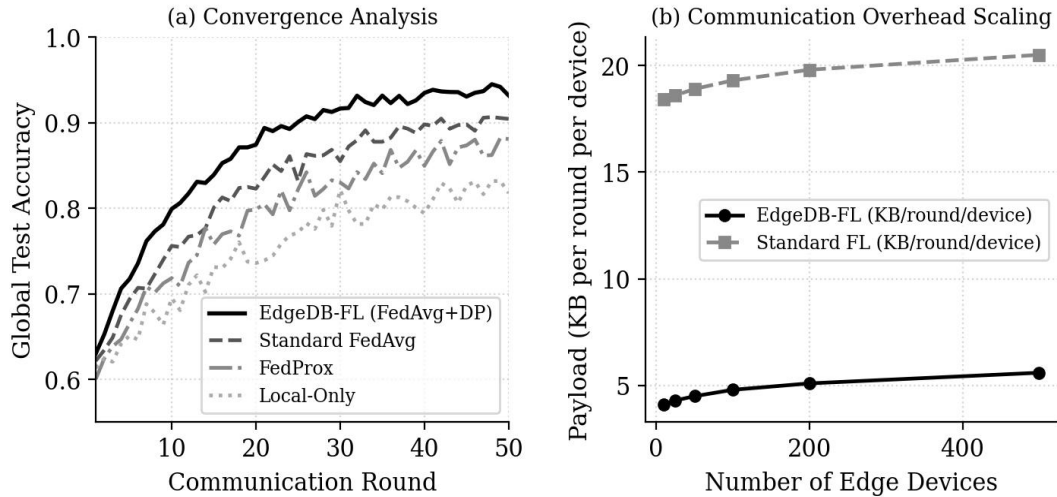 (a) Convergence Analysis
1.0
0.9
0.8
0.7
0.6
Global Test Accuracy
EdgeDB-FL (FedAvg+DP)
Standard FedAvg
FedProx
Local-Only
10
20
30
40
50
Communication Round
(b) Communication Overhead Scaling
20
15
10
5
Payload (KB per round per device)
EdgeDB-FL (KB/round/device)
Standard FL (KB/round/device)
0
200
400
Number of Edge Devices